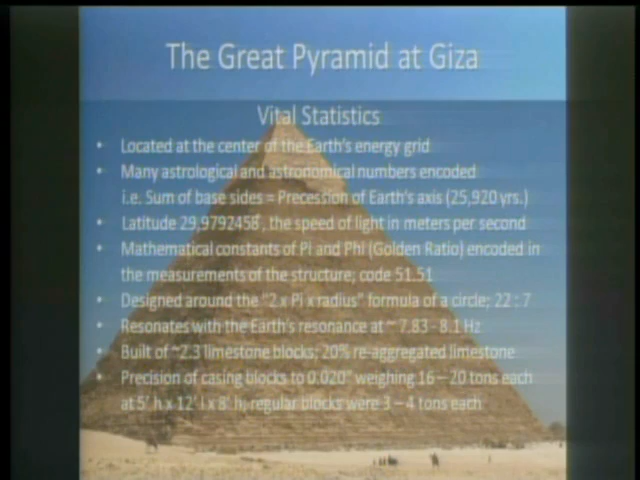 The Great Pyramid at Giza
Vital Statistics
• Located at the center of the Earth's energy grid
• Many astrological and astronomical numbers encoded
i.e. Sum of base sides = Precession of Earth's axis (25,920 yrs.)
• Latitude 29.9792458°, the speed of light in meters per second
• Mathematical constants of Pi and Phi (Golden Ratio) encoded in
the measurements of the structure; code 51.51
• Designed around the "2 x Pi x radius" formula of a circle; 22 : 7
• Resonates with the Earth's resonance at ~ 7.83 - 8.1 Hz
• Built of ~2.3 limestone blocks; 20% re-aggregated limestone
• Precision of casing blocks to 0.020" weighing 16 – 20 tons each
at 5' h x 12' l x 8' h; regular blocks were 3 – 4 tons each